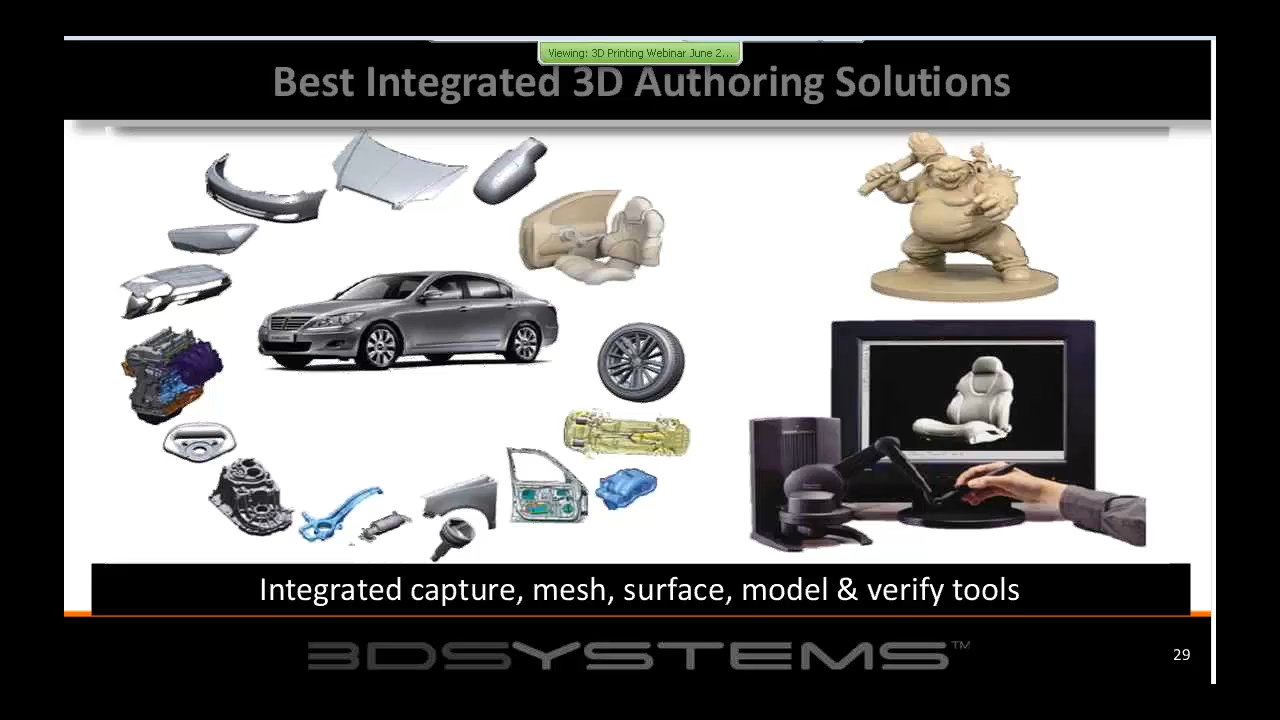 Viewing: 3D Printing Webinar June 2...
Best Integrated 3D Authoring Solutions
Integrated capture, mesh, surface, model & verify tools
3DSYSTEMS™
29